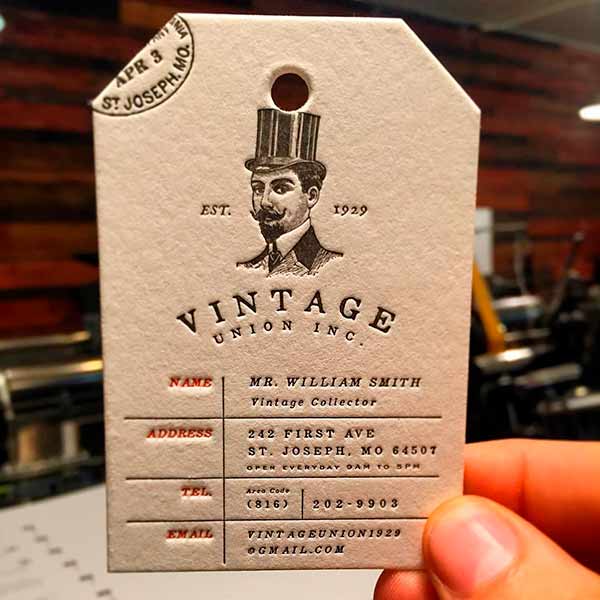 APR 3
ST JOSEPH, MO.
EST. 1929
VINTAGE
UNION INC.
NAME MR. WILLIAM SMITH
Vintage Collector
ADDRESS 242 FIRST AVE
ST. JOSEPH, MO 64507
OPEN EVERYDAY 9AM TO 5PM
TEL. Area Code
(816) 202-9903
EMAIL VINTAGEUNION1929
@GMAIL.COM